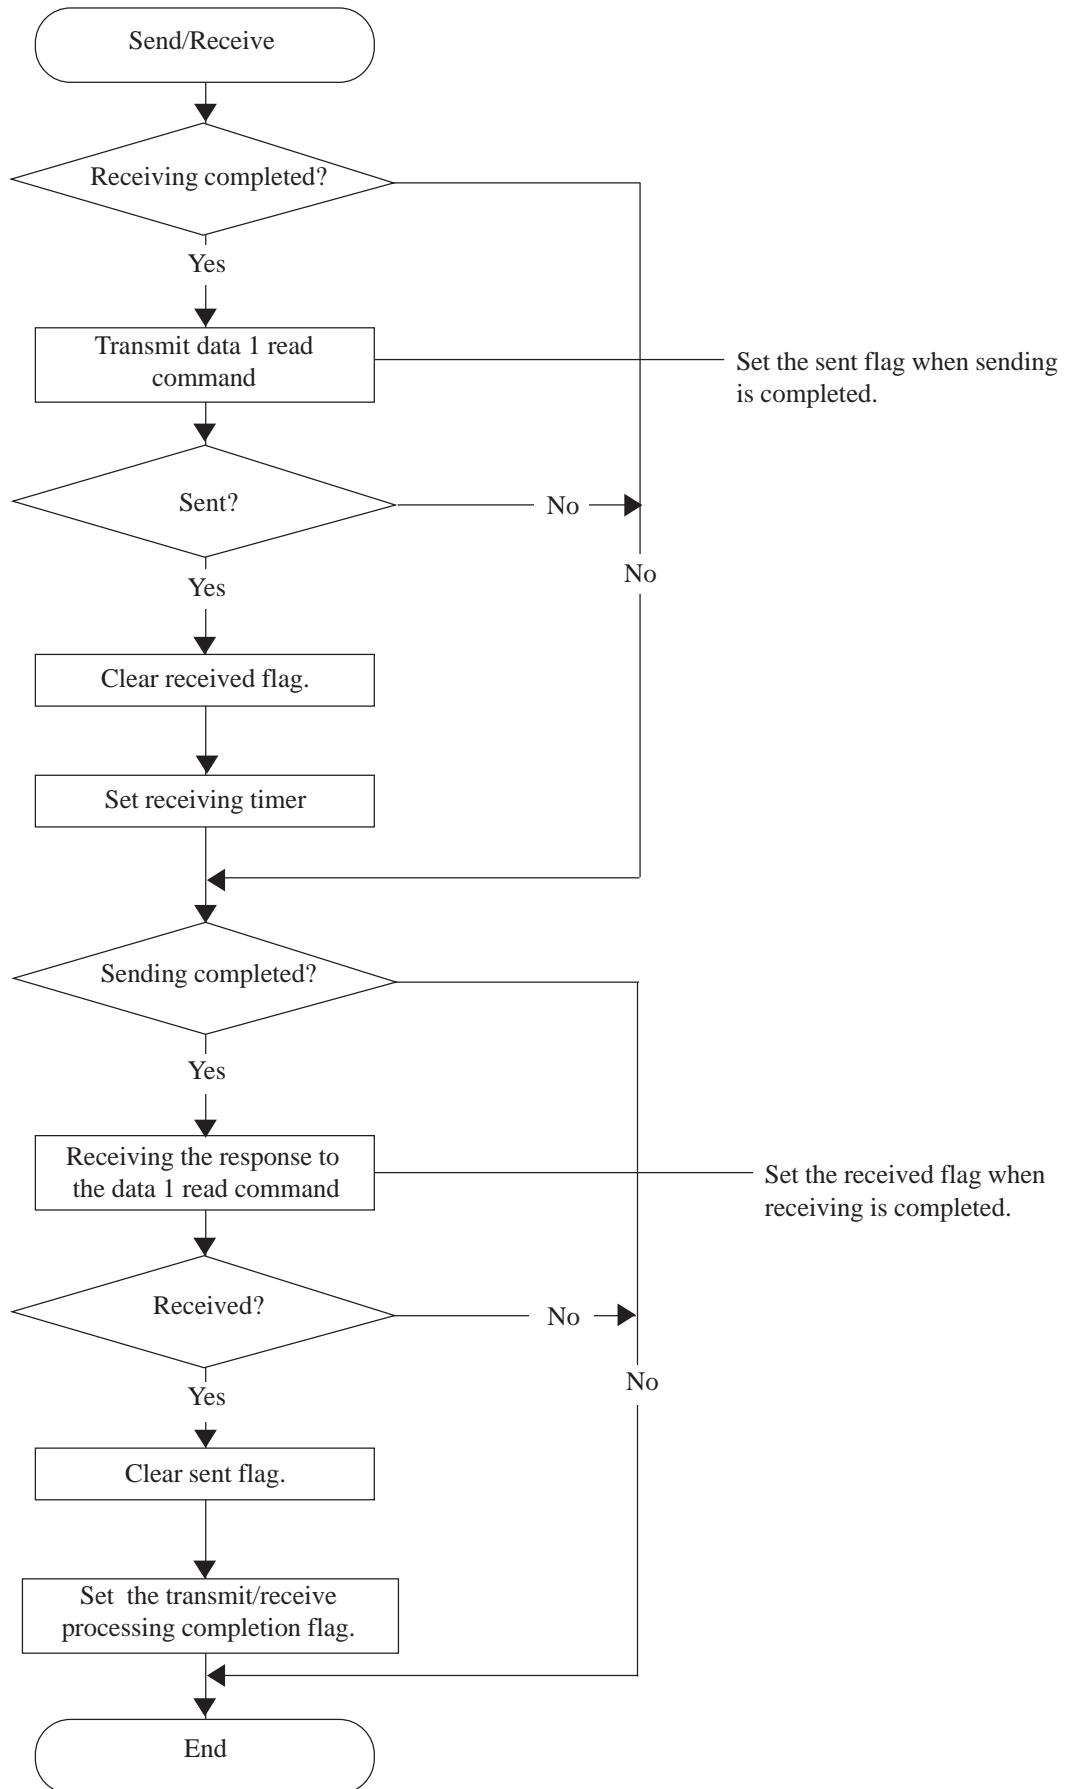 Send/Receive
Receiving completed?
Yes
Transmit data 1 read
command
Set the sent flag when sending
is completed.
Sent?
No
No
Yes
Clear received flag.
Set receiving timer
Sending completed?
Yes
Receiving the response to
the data 1 read command
Set the received flag when
receiving is completed.
Received?
No
No
Yes
Clear sent flag.
Set the transmit/receive
processing completion flag.
End